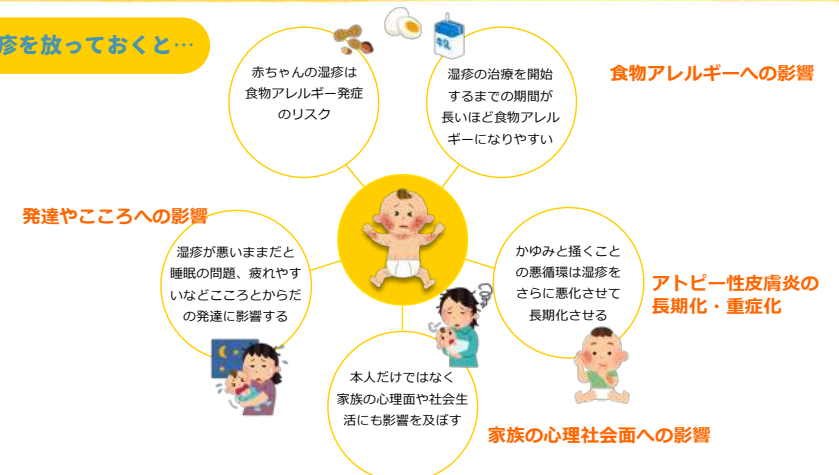 疹を放っておくと…
赤ちゃんの湿疹は
食物アレルギー発症
のリスク
湿疹の治療を開始
するまでの期間が
長いほど食物アレル
ギーになりやすい
食物アレルギーへの影響
牛乳
発達やこころへの影響
湿疹が悪いままだと
睡眠の問題、疲れやす
いなどこころとからだ
の発達に影響する
かゆみと掻くこと
の悪循環は湿疹を
さらに悪化させて
長期化させる
アトピー性皮膚炎の
長期化・重症化
本人だけではなく
家族の心理面や社会生
活にも影響を及ぼす
家族の心理社会面への影響